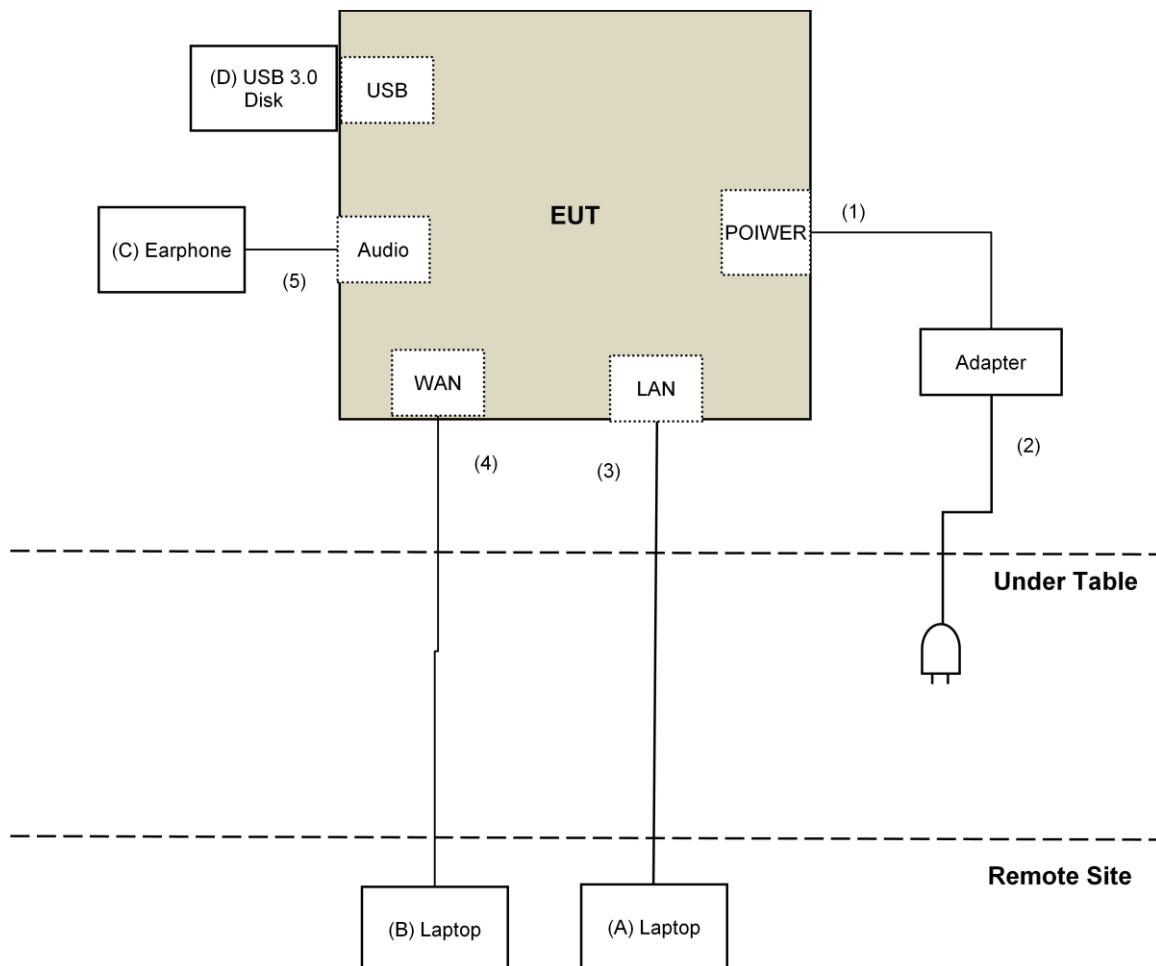 (D) USB 3.0
Disk
USB
EUT
(1)
POIWER
(C) Earphone
Audio
(5)
Adapter
WAN
LAN
(2)
(4)
(3)
Under Table
Remote Site
(B) Laptop
(A) Laptop